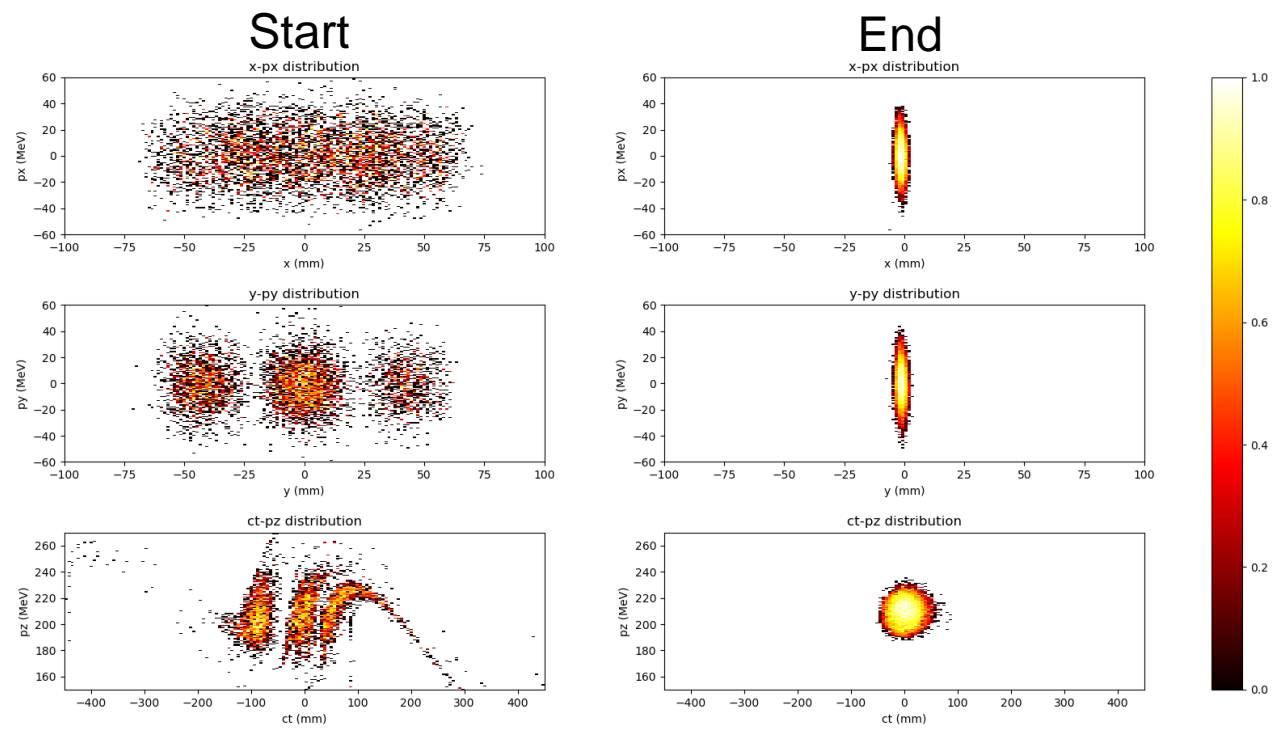 Start End
x-px distribution x-px distribution
60 60 1.0
40 40
20 20
px (MeV) 0 px (MeV) 0
−20 −20 0.8
−40 −40
−60 −60
−100 −75 −50 −25 0 25 50 75 100 −100 −75 −50 −25 0 25 50 75 100
x (mm) x (mm)
y-py distribution y-py distribution
60 60 0.6
40 40
20 20
py (MeV) 0 py (MeV) 0
−20 −20
−40 −40 0.4
−60 −60
−100 −75 −50 −25 0 25 50 75 100 −100 −75 −50 −25 0 25 50 75 100
y (mm) y (mm)
ct-pz distribution ct-pz distribution
260 260
240 240 0.2
220 220
pz (MeV) 200 pz (MeV) 200
180 180
160 160 0.0
−400 −300 −200 −100 0 100 200 300 400 −400 −300 −200 −100 0 100 200 300 400
ct (mm) ct (mm)